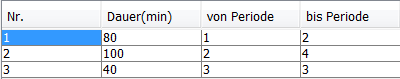 Nr. Dauer(min) von Periode bis Periode
1 80 1 2
2 100 2 4
3 40 3 3